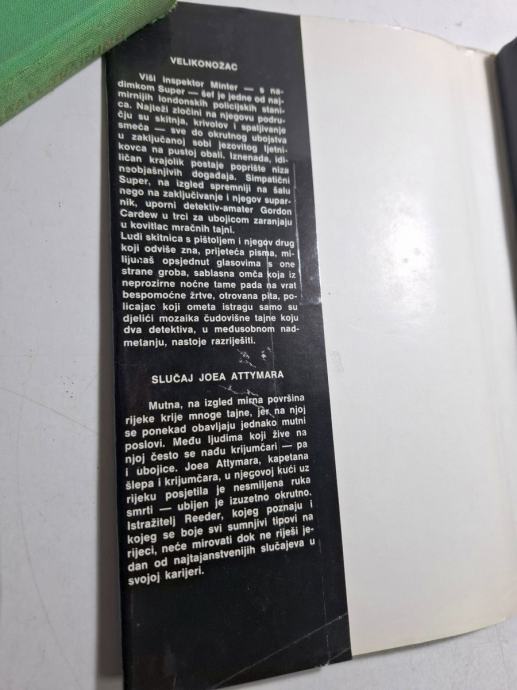 VELIKONOŽAC
Viši inspektor Minter — s na-
dimkom Super — šef je jedne od naj-
mirnijih londonskih policijskih stani-
ca. Najteži zločini na njegovu područ-
čju su skitnja, krivolov i spaljivanje
smeća — sve do okrutnog ubojstva
u zaključanoj sobi jezovitog ljetni-
kovca na pustoj obali. Iznenada, idi-
ličan krajolik postaje poprište niza
neobjašnjivih događaja. Simpatični
Super, na izgled spremniji na šalu
nego na zaključivanje i njegov supar-
nik, uporni detektiv-amater Gordon
Cardew u trci za ubojicom zaranjaju
u kovitlac mračnih tajni.
Ludi skitnica s pištoljem i njegov drug
koji odviše zna, prijeteća pisma, mi-
lijunaš opsjednut glasovima s one
strane groba, sablasna omča koja iz
neprozirne noćne tame pada na vrat
bespomoćne žrtve, otrovana pita, po-
licajac koji ometa istragu samo su
djelići mozaika čudovišne tajne koju
dva detektiva, u međusobnom nad-
metanju, nastoje razriješiti.
SLUČAJ JOEA ATTYMARA
Mutna, na izgled mirna površina
rijeke krije mnoge tajne, jer na njoj
se ponekad obavljaju jednako mutni
poslovi. Među ljudima koji žive na
njoj često se nađu krijumčari — pa
i ubojice. Joea Attymara, kapetana
šlepa i krijumčara, u njegovoj kući uz
rijeku posjetila je nesmiljena ruka
smrti — ubijen je izuzetno okrutno.
Istražitelj Reeder, kojeg poznaju i
kojeg se boje svi sumnjivi tipovi na
rijeci, neće mirovati dok ne riješi je-
dan od najtajanstvenijih slučajeva u
svojoj karijeri.